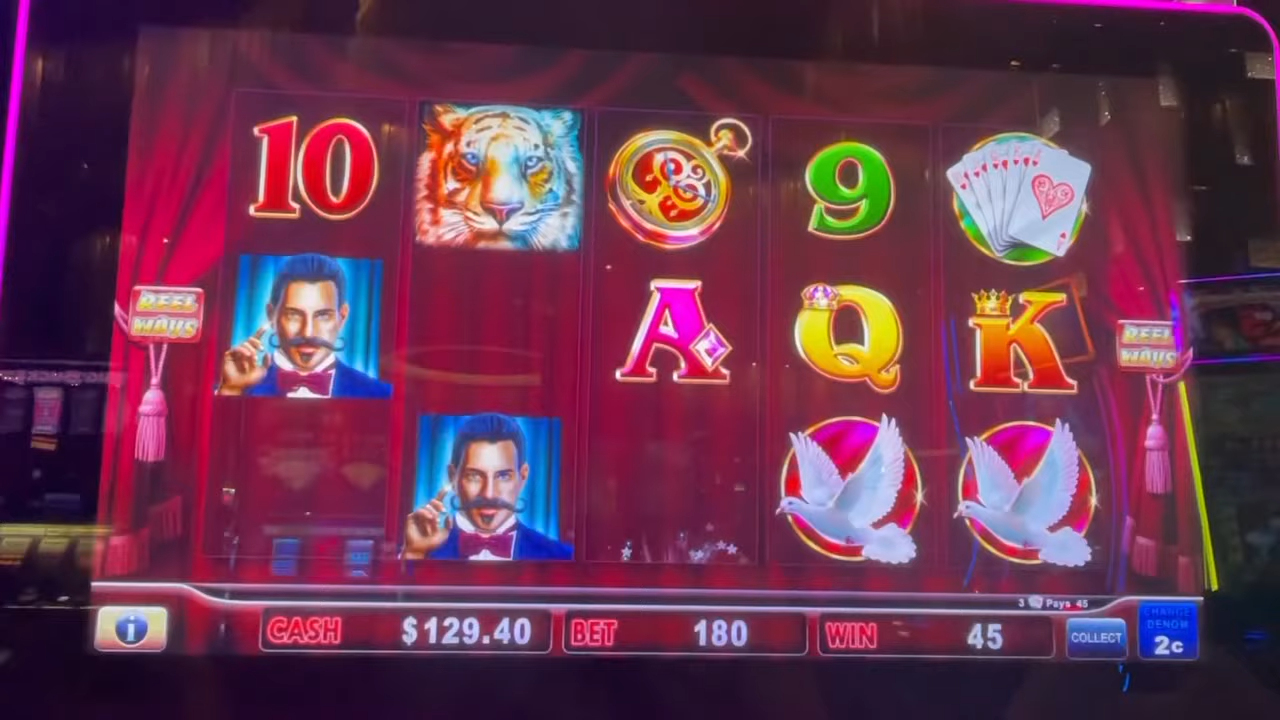 10
9
REEL
WAYS
A
Q
K
REEL
WAYS
3 Pays 45
CASH $129.40
BET 180
WIN 45
COLLECT
CHANGE
DENOM
2c
i